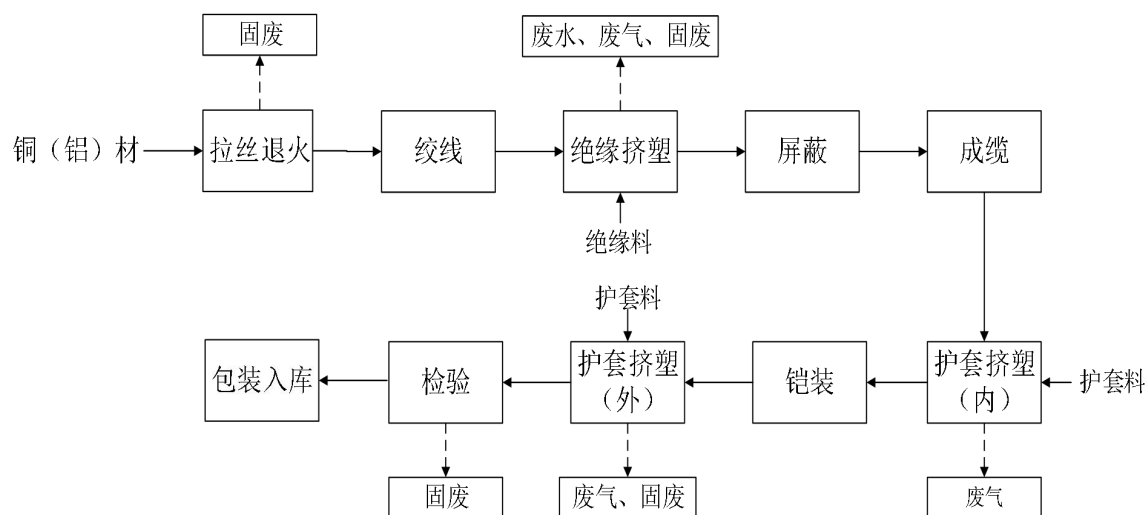 固废
废水、废气、固废
铜（铝）材
拉丝退火
绞线
绝缘挤塑
屏蔽
成缆
绝缘料
护套料
包装入库
检验
护套挤塑
（外）
铠装
护套挤塑
（内）
护套料
固废
废气、固废
废气